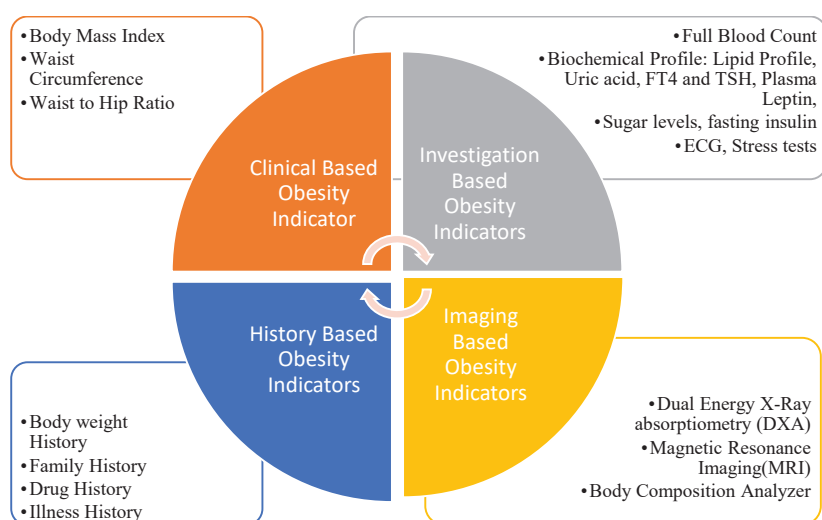 •Body Mass Index
•Waist
Circumference
•Waist to Hip Ratio
•Full Blood Count
•Biochemical Profile: Lipid Profile,
Uric acid, FT4 and TSH, Plasma
Leptin,
•Sugar levels, fasting insulin
•ECG, Stress tests
Clinical Based
Obesity
Indicator
Investigation
Based
Obesity
Indicators
History Based
Obesity
Indicators
Imaging
Based
Obesity
Indicators
•Body weight
History
•Family History
•Drug History
•Illness History
•Dual Energy X-Ray
absorptiometry (DXA)
•Magnetic Resonance
Imaging(MRI)
•Body Composition Analyzer